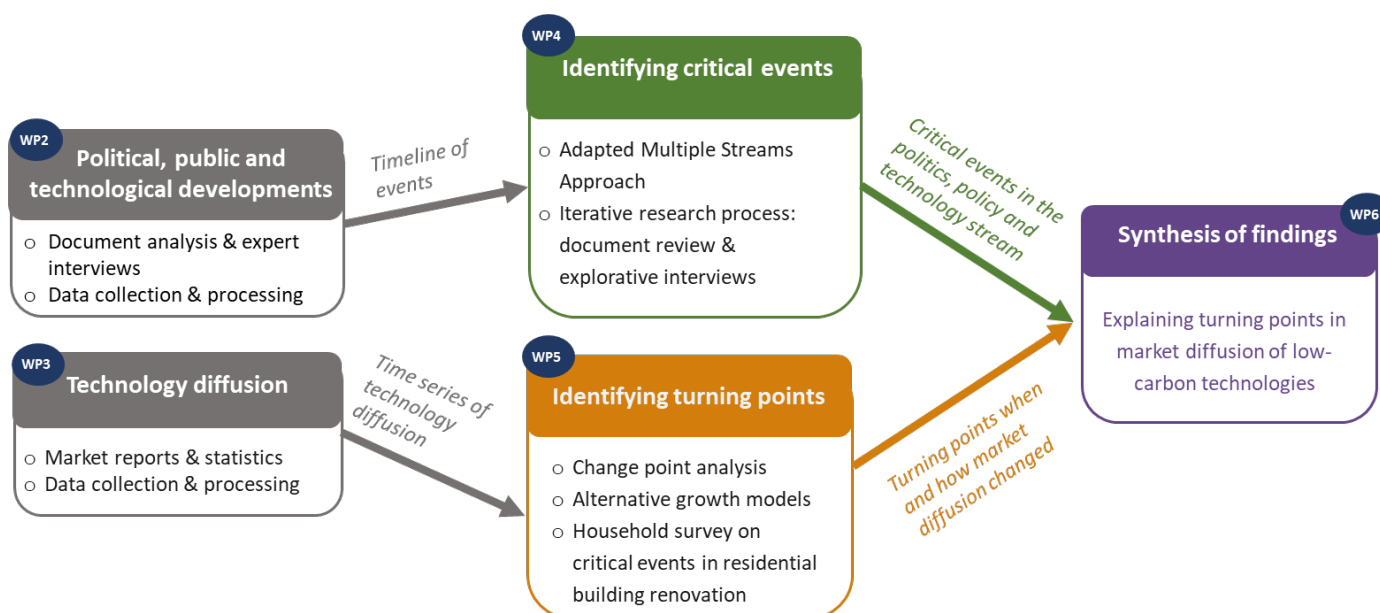 WP2
Political, public and
technological developments
o Document analysis & expert
interviews
o Data collection & processing
Timeline of
events
WP4
Identifying critical events
o Adapted Multiple Streams
Approach
o Iterative research process:
document review &
explorative interviews
Critical events in the
politics, policy and
technology stream
WP3
Technology diffusion
o Market reports & statistics
o Data collection & processing
Time series of
technology
diffusion
WP5
Identifying turning points
o Change point analysis
o Alternative growth models
o Household survey on
critical events in residential
building renovation
Turning points when
and how market
diffusion changed
WP6
Synthesis of findings
Explaining turning points in
market diffusion of low-
carbon technologies